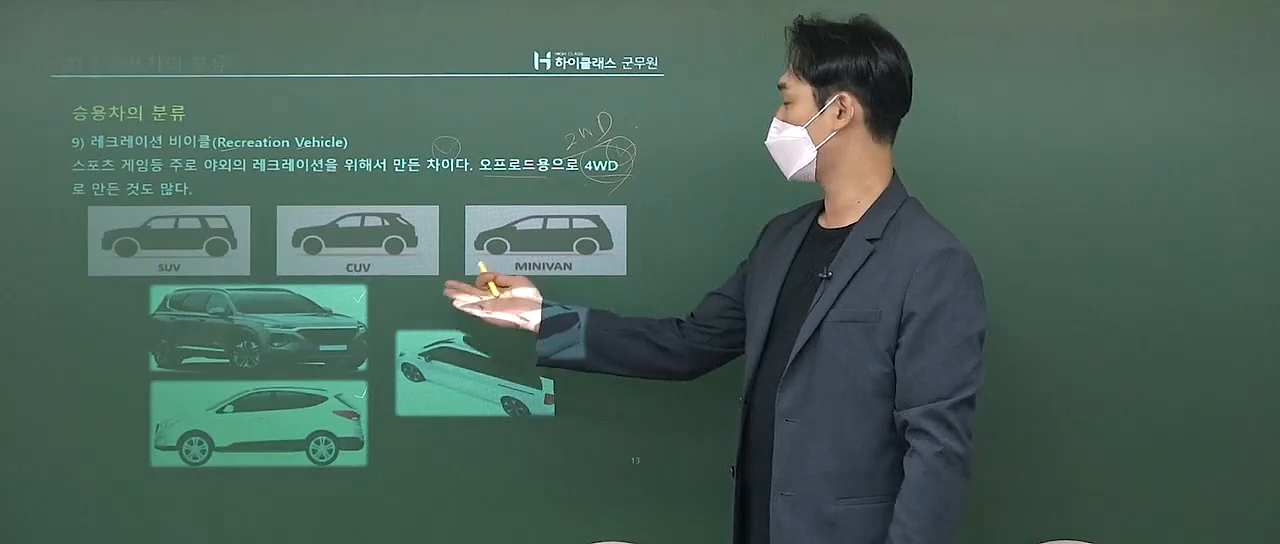 HIGH CLASS
하이클래스 군무원
승용차의 분류
9) 레크레이션 비이클(Recreation Vehicle)
2WD
스포츠 게임등 주로 야외의 레크레이션을 위해서 만든 차이다. 오프로드용으로 4WD
로 만든 것도 많다.
SUV CUV MINIVAN
13